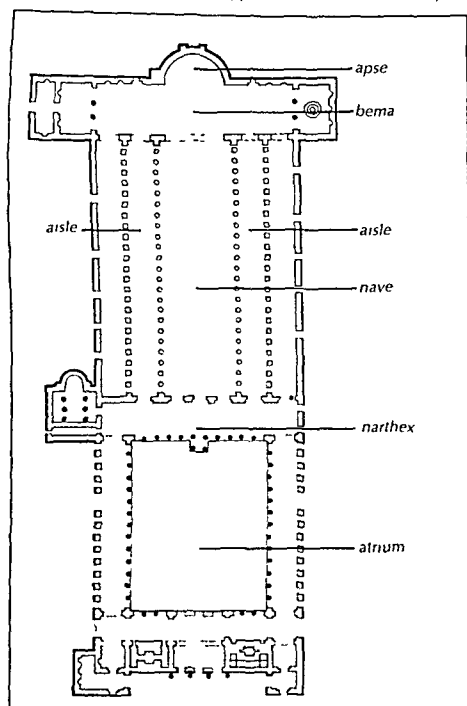 apse
bema
aisle
aisle
nave
narthex
atrium